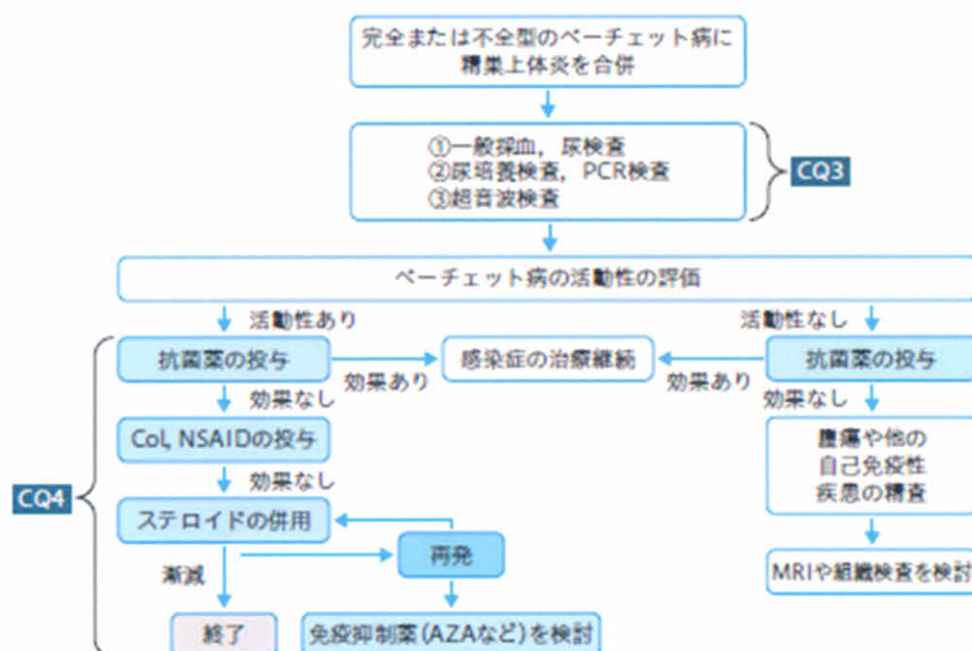 完全または不全型のベーチェット病に
精巣上体炎を合併
①一般採血，尿検査
②尿培養検査，PCR検査
③超音波検査
CQ3
ベーチェット病の活動性の評価
活動性あり
活動性なし
抗菌薬の投与
効果あり
感染症の治療継続
効果あり
抗菌薬の投与
効果なし
効果なし
Col, NSAIDの投与
腫瘍や他の
自己免疫性
疾患の精査
効果なし
CQ4
ステロイドの併用
再発
漸減
MRIや組織検査を検討
終了
免疫抑制薬(AZAなど)を検討